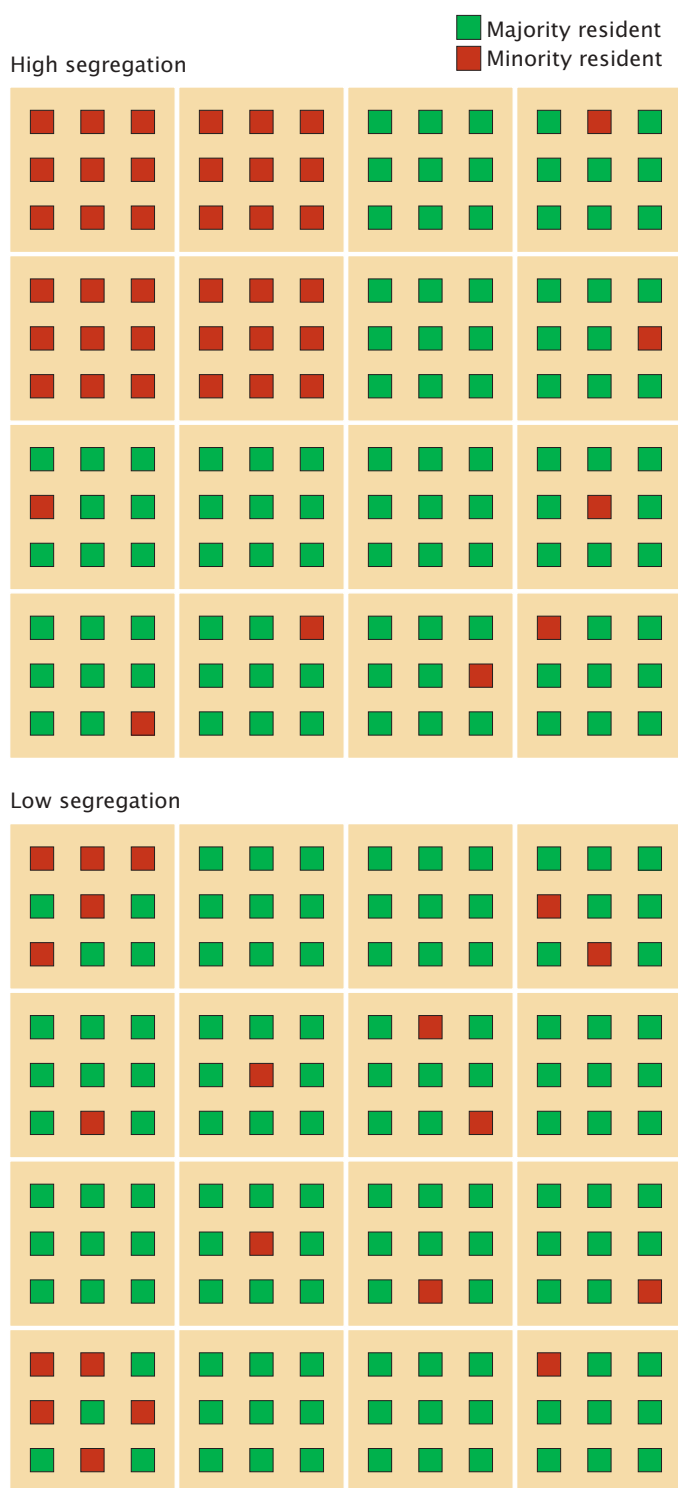 Majority resident
Minority resident
High segregation
Low segregation